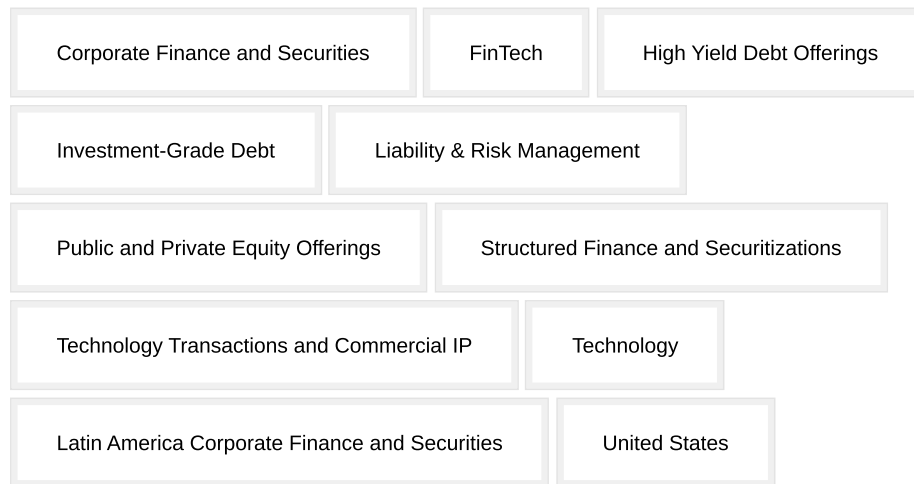 Corporate Finance and Securities
FinTech
High Yield Debt Offerings
Investment-Grade Debt
Liability & Risk Management
Public and Private Equity Offerings
Structured Finance and Securitizations
Technology Transactions and Commercial IP
Technology
Latin America Corporate Finance and Securities
United States